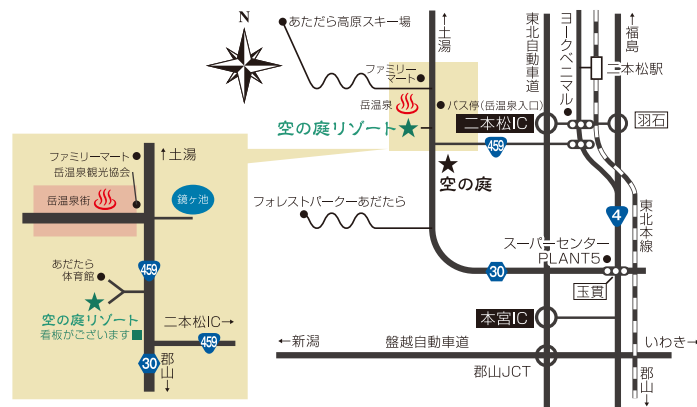 N
あだたら高原スキー場
↑土湯
ファミリー
マート
岳温泉
バス停(岳温泉入口)
空の庭リゾート
空の庭
459
東北自動車道
ヨークベニマル
↑福島
二本松駅
二本松IC
羽石
フォレストパークーあだたら
4
東北本線
スーパーセンター
PLANT5
30
玉貫
本宮IC
←新潟
盤越自動車道
いわき→
郡山JCT
郡山↓
↑土湯
ファミリーマート
岳温泉観光協会
岳温泉街
鏡ヶ池
あだたら
体育館
459
空の庭リゾート
看板がございます
二本松IC→
459
30
郡山↓